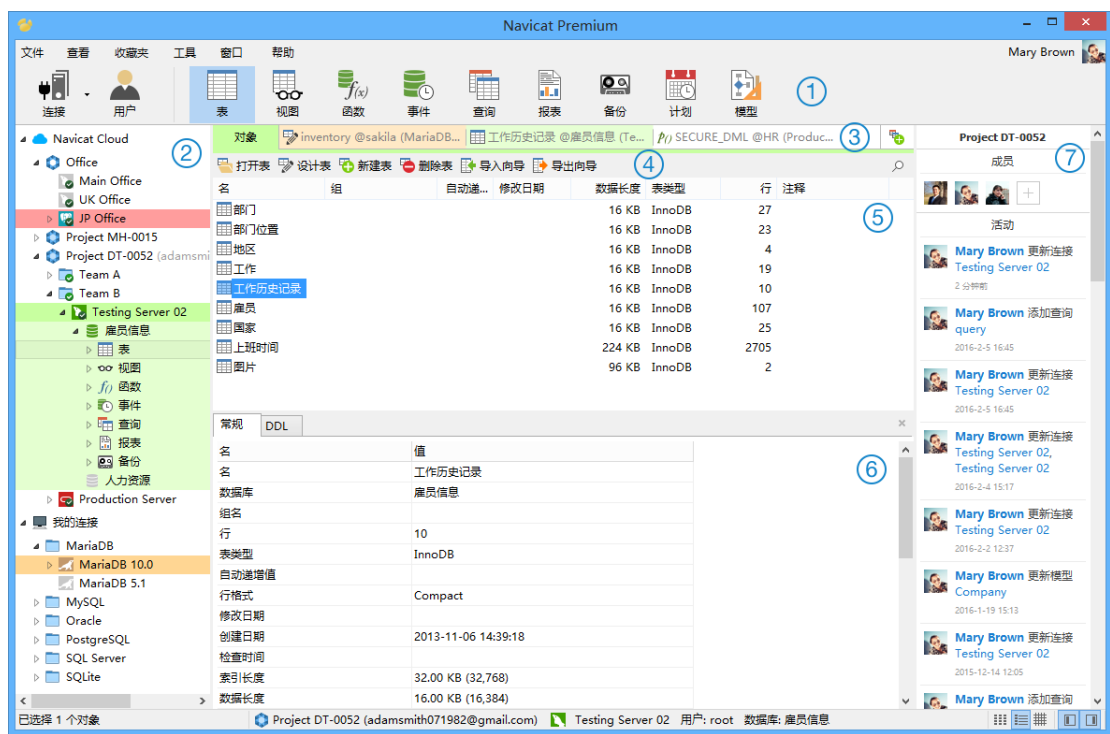 Navicat Premium
文件 查看 收藏夹 工具 窗口 帮助 Mary Brown
连接 用户 表 视图 f(x) 函数 事件 查询 报表 备份 计划 模型 1
Navicat Cloud
Office
Main Office
UK Office
JP Office
Project MH-0015
Project DT-0052 (adamsmi
Team A
Team B
Testing Server 02
雇员信息
表
视图
f() 函数
事件
查询
报表
备份
人力资源
Production Server
我的连接
MariaDB
MariaDB 10.0
MariaDB 5.1
MySQL
Oracle
PostgreSQL
SQL Server
SQLite
2
对象 inventory @sakila (MariaDB... 工作历史记录 @雇员信息 (Te... f() SECURE_DML @HR (Produc... 3
打开表 设计表 新建表 删除表 导入向导 导出向导 4
名 组 自动递... 修改日期 数据长度 表类型 行 注释
部门 16 KB InnoDB 27
部门位置 16 KB InnoDB 23
地区 16 KB InnoDB 4
工作 16 KB InnoDB 19
工作历史记录 16 KB InnoDB 10
雇员 16 KB InnoDB 107
国家 16 KB InnoDB 25
上班时间 224 KB InnoDB 2705
图片 96 KB InnoDB 2
5
常规 DDL
名 值
名 工作历史记录
数据库 雇员信息
组名
行 10
表类型 InnoDB
自动递增值
行格式 Compact
修改日期
创建日期 2013-11-06 14:39:18
检查时间
索引长度 32.00 KB (32,768)
数据长度 16.00 KB (16,384)
6
Project DT-0052
7
成员
活动
Mary Brown 更新连接
Testing Server 02
2 分钟前
Mary Brown 添加查询
query
2016-2-5 16:45
Mary Brown 更新连接
Testing Server 02
2016-2-5 16:45
Mary Brown 更新连接
Testing Server 02,
Testing Server 02
2016-2-4 15:17
Mary Brown 更新连接
Testing Server 02
2016-2-2 12:37
Mary Brown 更新模型
Company
2016-1-19 15:13
Mary Brown 更新连接
Testing Server 02
2015-12-14 12:05
Mary Brown 添加查询
已选择 1 个对象 Project DT-0052 (adamsmith071982@gmail.com) Testing Server 02 用户: root 数据库: 雇员信息